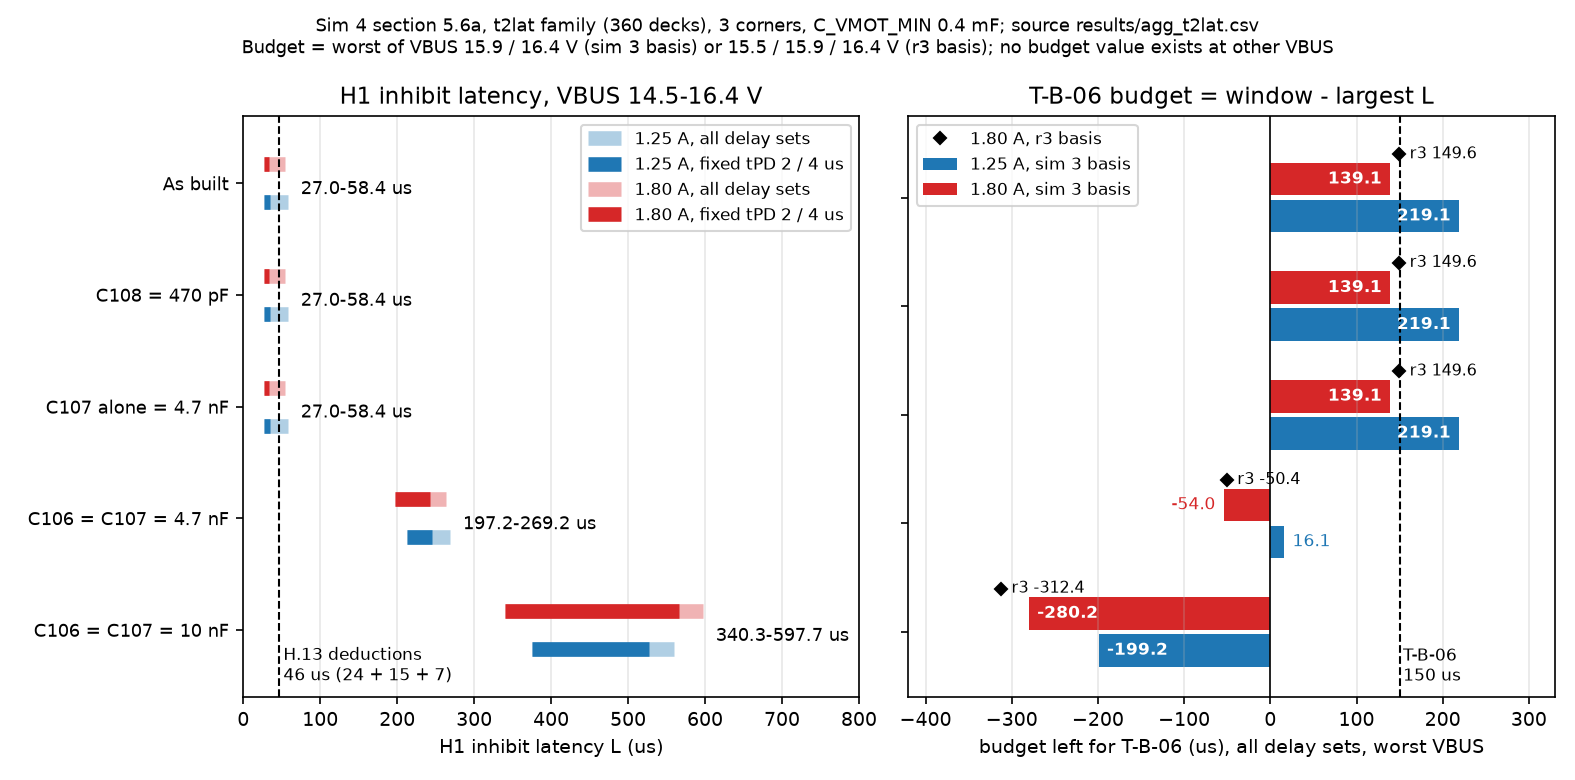 Sim 4 section 5.6a, t2lat family (360 decks), 3 corners, C_VMOT_MIN 0.4 mF; source results/agg_t2lat.csv
Budget = worst of VBUS 15.9 / 16.4 V (sim 3 basis) or 15.5 / 15.9 / 16.4 V (r3 basis); no budget value exists at other VBUS
H1 inhibit latency, VBUS 14.5-16.4 V
1.25 A, all delay sets
1.25 A, fixed tPD 2 / 4 us
1.80 A, all delay sets
1.80 A, fixed tPD 2 / 4 us
As built
27.0-58.4 us
C108 = 470 pF
27.0-58.4 us
C107 alone = 4.7 nF
27.0-58.4 us
C106 = C107 = 4.7 nF
197.2-269.2 us
C106 = C107 = 10 nF
340.3-597.7 us
H.13 deductions
46 us (24 + 15 + 7)
0 100 200 300 400 500 600 700 800
H1 inhibit latency L (us)
T-B-06 budget = window - largest L
1.80 A, r3 basis
1.25 A, sim 3 basis
1.80 A, sim 3 basis
r3 149.6
139.1
219.1
r3 149.6
139.1
219.1
r3 149.6
139.1
219.1
r3 -50.4
-54.0
16.1
r3 -312.4
-280.2
-199.2
T-B-06
150 us
−400 −300 −200 −100 0 100 200 300
budget left for T-B-06 (us), all delay sets, worst VBUS